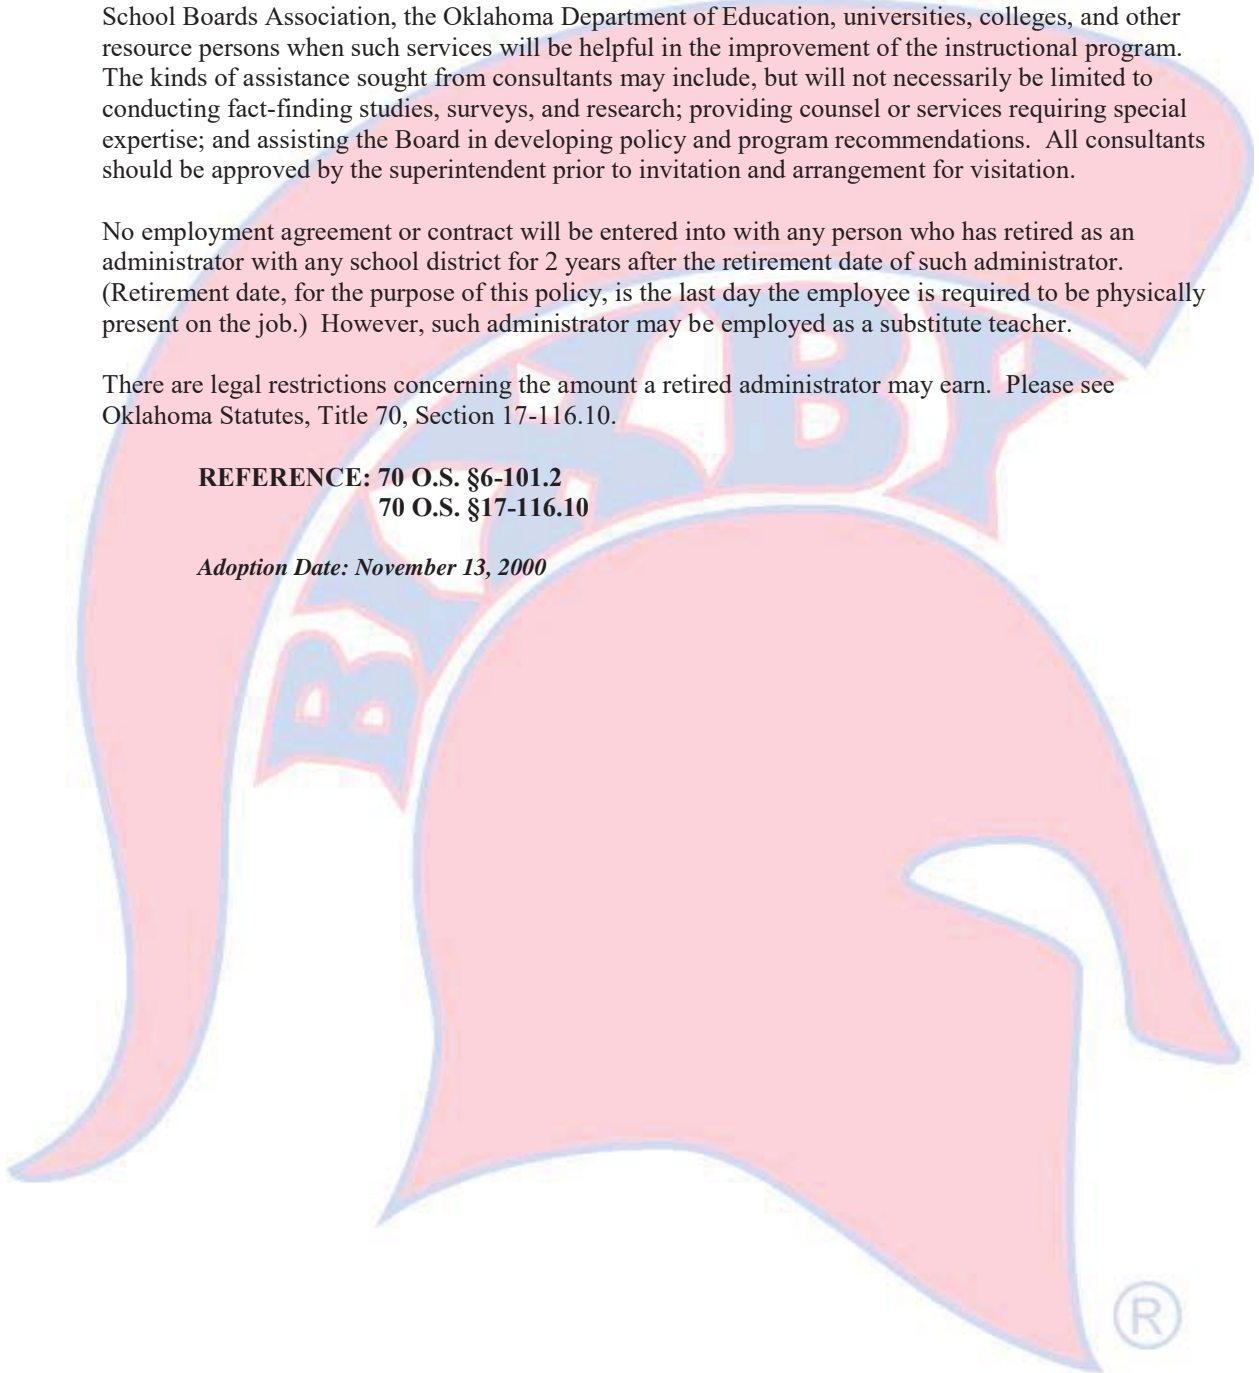 School Boards Association, the Oklahoma Department of Education, universities, colleges, and other
resource persons when such services will be helpful in the improvement of the instructional program.
The kinds of assistance sought from consultants may include, but will not necessarily be limited to
conducting fact-finding studies, surveys, and research; providing counsel or services requiring special
expertise; and assisting the Board in developing policy and program recommendations.  All consultants
should be approved by the superintendent prior to invitation and arrangement for visitation.
No employment agreement or contract will be entered into with any person who has retired as an
administrator with any school district for 2 years after the retirement date of such administrator.
(Retirement date, for the purpose of this policy, is the last day the employee is required to be physically
present on the job.)  However, such administrator may be employed as a substitute teacher.
There are legal restrictions concerning the amount a retired administrator may earn.  Please see
Oklahoma Statutes, Title 70, Section 17-116.10.
REFERENCE: 70 O.S. §6-101.2
70 O.S. §17-116.10
Adoption Date: November 13, 2000
BIXBY
®